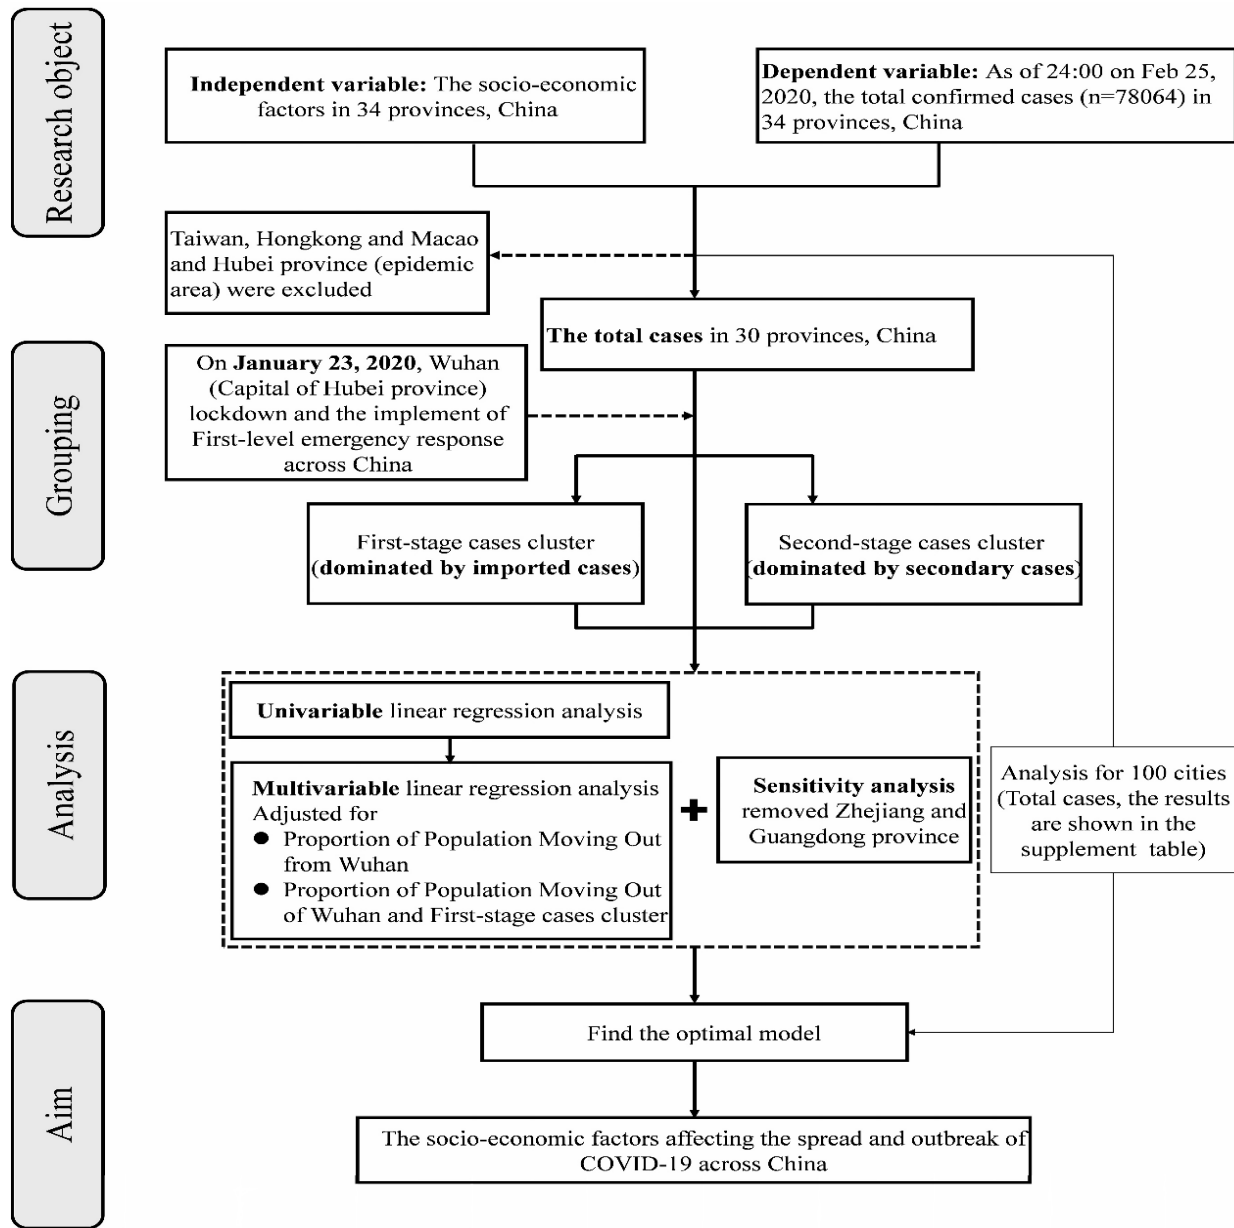 Research object
Independent variable: The socio-economic
factors in 34 provinces, China
Dependent variable: As of 24:00 on Feb 25,
2020, the total confirmed cases (n=78064) in
34 provinces, China
Taiwan, Hongkong and Macao
and Hubei province (epidemic
area) were excluded
The total cases in 30 provinces, China
Grouping
On January 23, 2020, Wuhan
(Capital of Hubei province)
lockdown and the implement of
First-level emergency response
across China
First-stage cases cluster
(dominated by imported cases)
Second-stage cases cluster
(dominated by secondary cases)
Analysis
Univariable linear regression analysis
Multivariable linear regression analysis
Adjusted for
● Proportion of Population Moving Out
from Wuhan
● Proportion of Population Moving Out
of Wuhan and First-stage cases cluster
+
Sensitivity analysis
removed Zhejiang and
Guangdong province
Analysis for 100 cities
(Total cases, the results
are shown in the
supplement table)
Aim
Find the optimal model
The socio-economic factors affecting the spread and outbreak of
COVID-19 across China